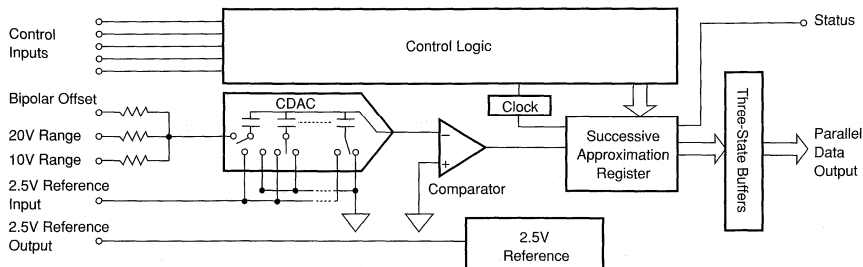 Control
Inputs
Control Logic
Status
Bipolar Offset
20V Range
10V Range
CDAC
Clock
2.5V Reference
Input
2.5V Reference
Output
−
+
Comparator
Successive
Approximation
Register
Three-State Buffers
Parallel
Data
Output
2.5V
Reference